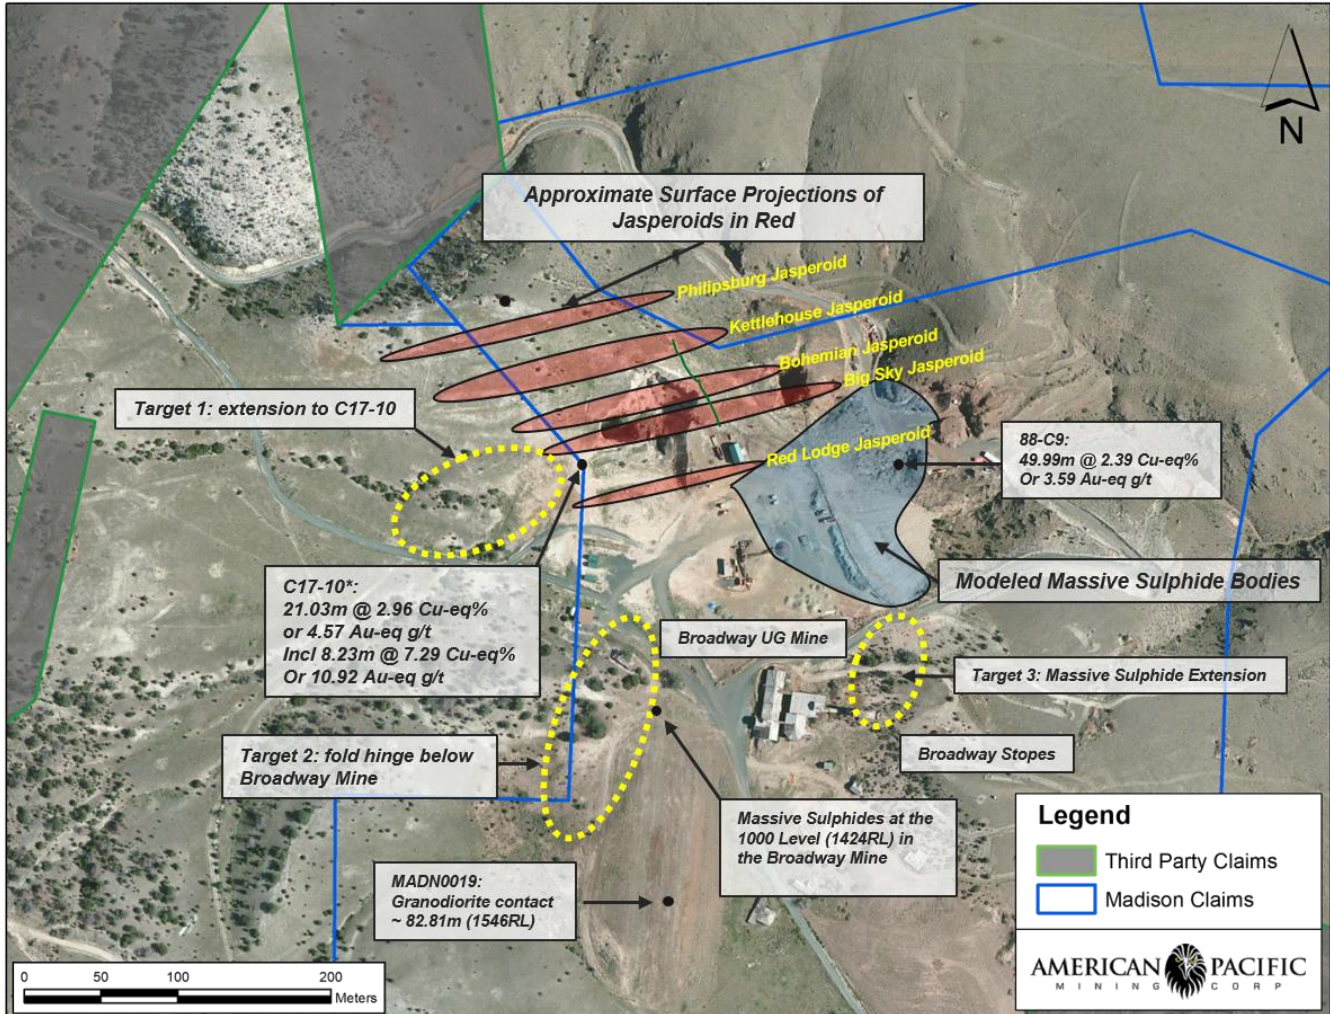 N
Approximate Surface Projections of
Jasperoids in Red
Philipsburg Jasperoid
Kettlehouse Jasperoid
Bohemian Jasperoid
Big Sky Jasperoid
Red Lodge Jasperoid
Target 1: extension to C17-10
88-C9:
49.99m @ 2.39 Cu-eq%
Or 3.59 Au-eq g/t
C17-10*:
21.03m @ 2.96 Cu-eq%
or 4.57 Au-eq g/t
Incl 8.23m @ 7.29 Cu-eq%
Or 10.92 Au-eq g/t
Modeled Massive Sulphide Bodies
Broadway UG Mine
Target 3: Massive Sulphide Extension
Target 2: fold hinge below
Broadway Mine
Broadway Stopes
Massive Sulphides at the
1000 Level (1424RL) in
the Broadway Mine
MADN0019:
Granodiorite contact
~ 82.81m (1546RL)
Legend
Third Party Claims
Madison Claims
AMERICAN PACIFIC
MINING CORP
0 50 100 200
Meters